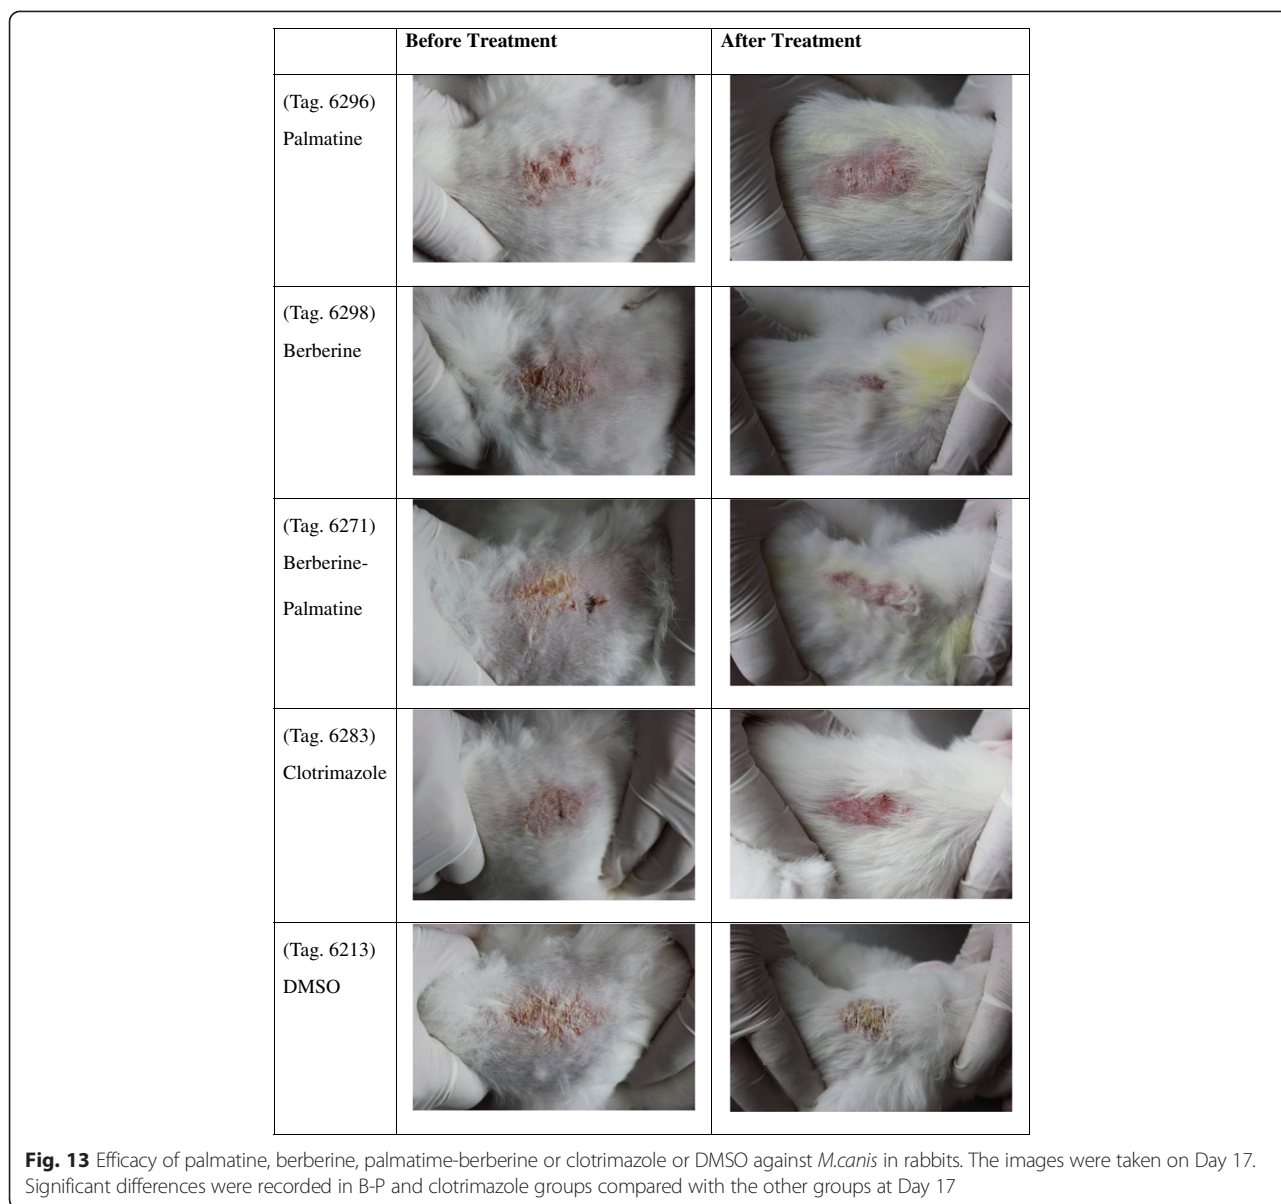 Before Treatment
After Treatment
(Tag. 6296)
Palmatine
(Tag. 6298)
Berberine
(Tag. 6271)
Berberine-
Palmatine
(Tag. 6283)
Clotrimazole
(Tag. 6213)
DMSO
Fig. 13 Efficacy of palmatine, berberine, palmatime-berberine or clotrimazole or DMSO against M.canis in rabbits. The images were taken on Day 17.
Significant differences were recorded in B-P and clotrimazole groups compared with the other groups at Day 17